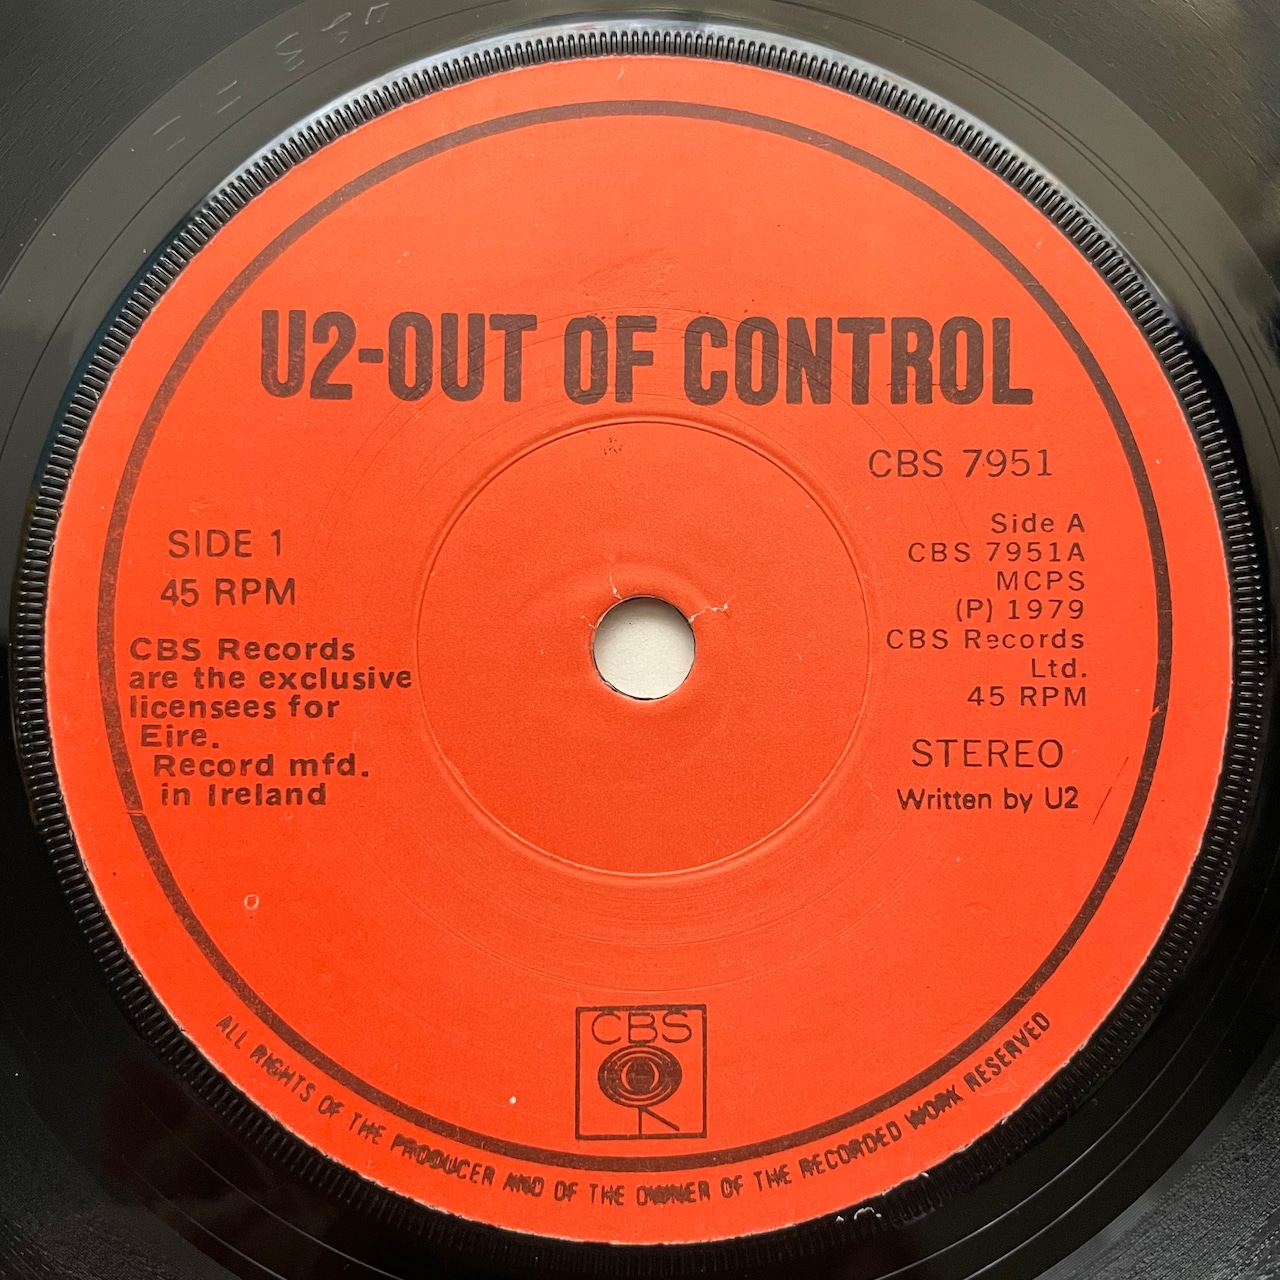 U2-OUT OF CONTROL
CBS 7951
SIDE 1
45 RPM
CBS Records
are the exclusive
licensees for
Eire.
Record mfd.
in Ireland
Side A
CBS 7951A
MCPS
(P) 1979
CBS Records
Ltd.
45 RPM
STEREO
Written by U2
CBS
ALL RIGHTS OF THE PRODUCER AND OF THE OWNER OF THE RECORDED WORK RESERVED